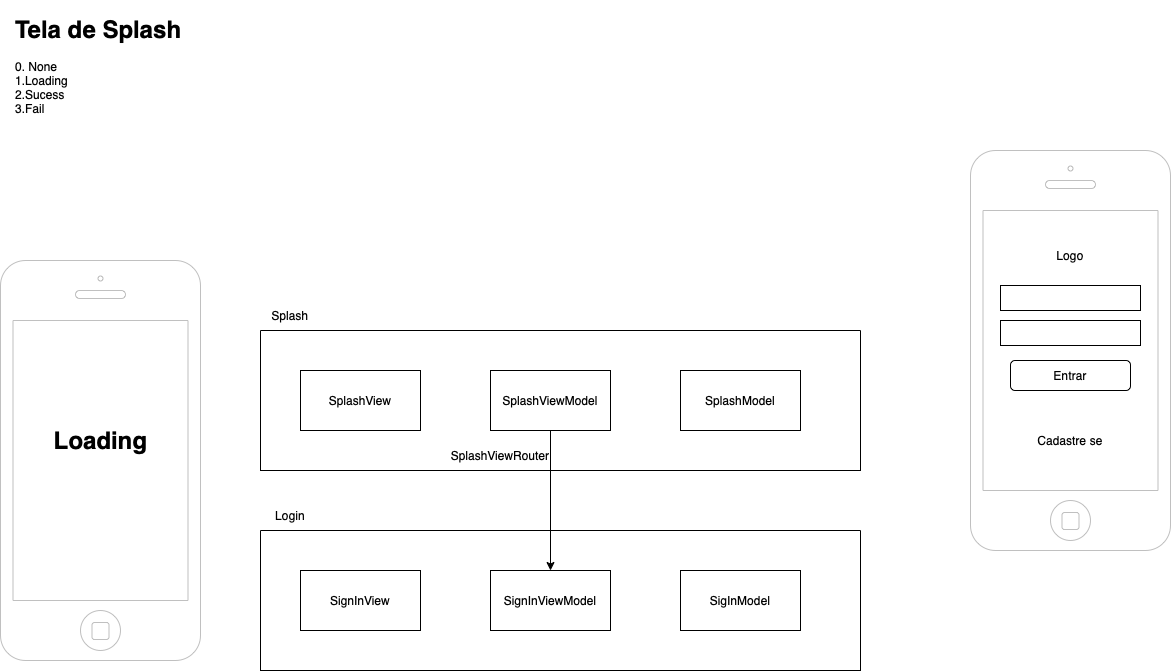 Tela de Splash
0. None
1.Loading
2.Sucess
3.Fail
Logo
Entrar
Cadastre se
Loading
Splash
SplashView
SplashViewModel
SplashModel
SplashViewRouter
Login
SignInView
SignInViewModel
SigInModel